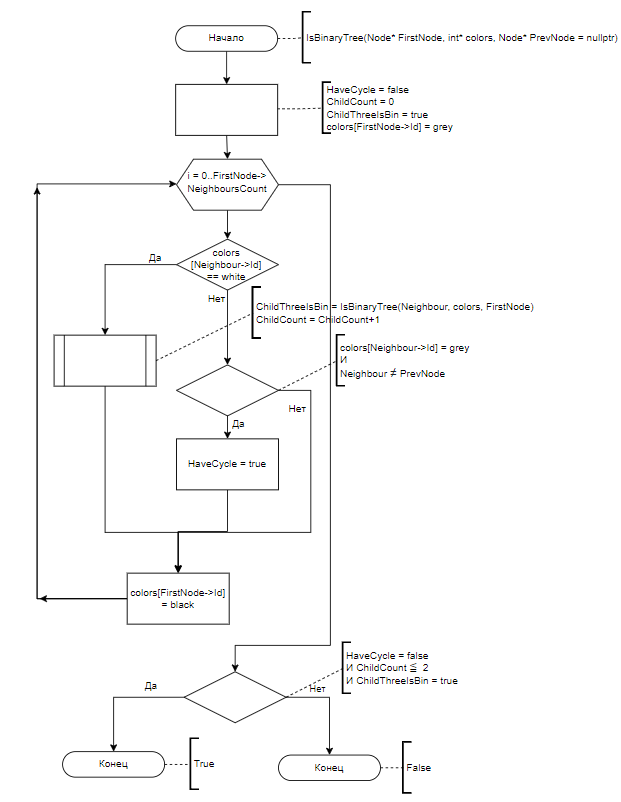 Начало
IsBinaryTree(Node* FirstNode, int* colors, Node* PrevNode = nullptr)
HaveCycle = false
ChildCount = 0
ChildThreeIsBin = true
colors[FirstNode->Id] = grey
i = 0..FirstNode->
NeighboursCount
colors
[Neighbour->Id]
== white
Да
Нет
ChildThreeIsBin = IsBinaryTree(Neighbour, colors, FirstNode)
ChildCount = ChildCount+1
colors[Neighbour->Id] = grey
И
Neighbour ≠ PrevNode
Нет
Да
HaveCycle = true
colors[FirstNode->Id]
= black
HaveCycle = false
И ChildCount ≦ 2
И ChildThreeIsBin = true
Да
Нет
Конец
True
Конец
False